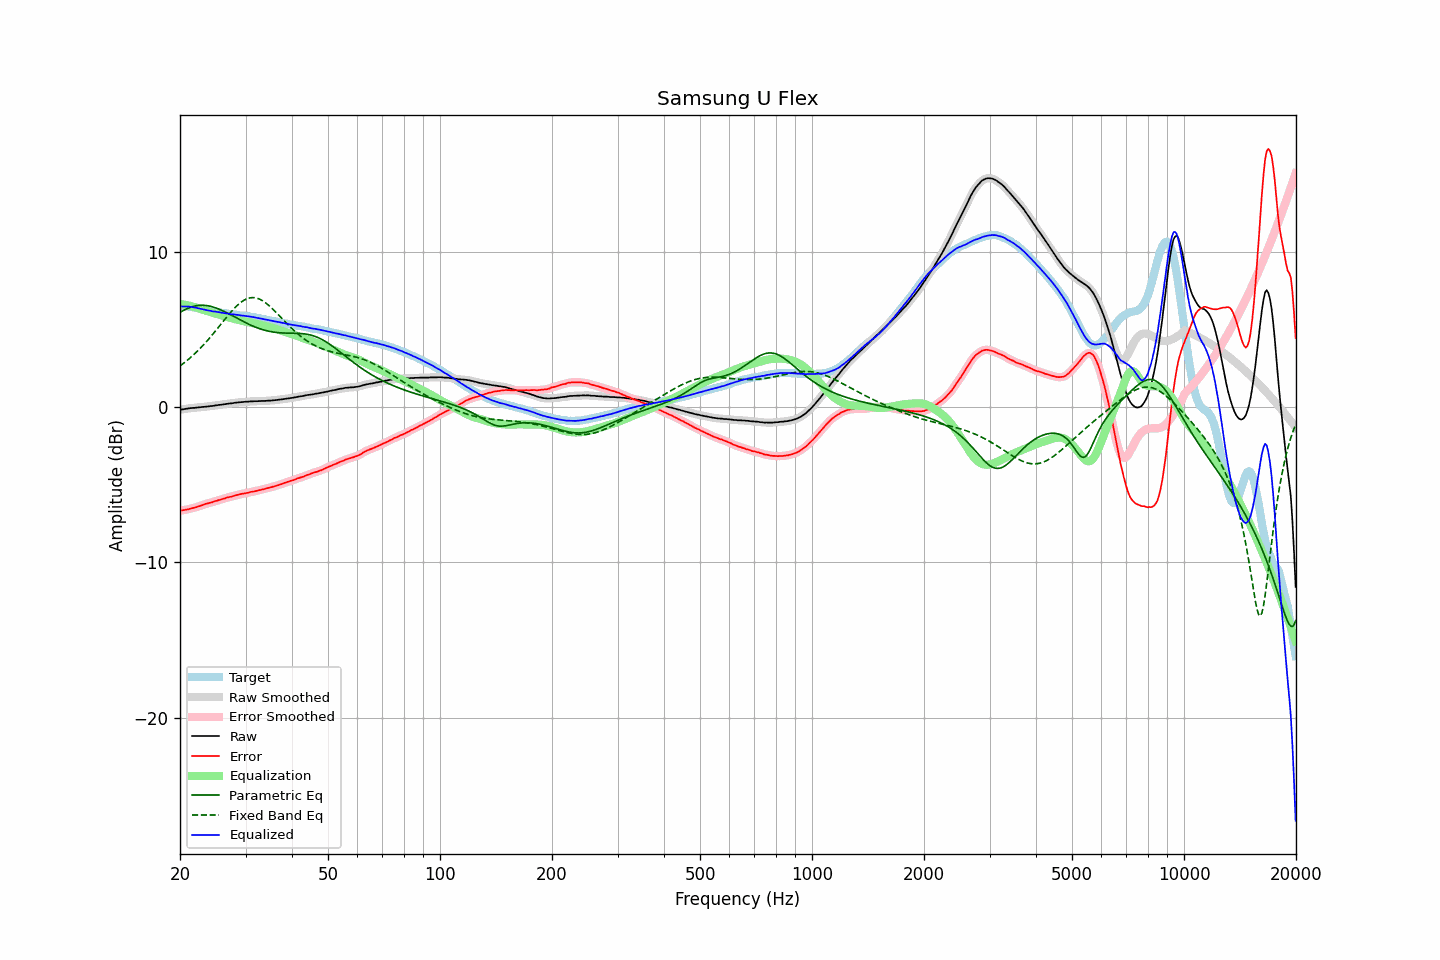 Samsung U Flex
Amplitude (dBr)
10
0
−10
−20
Target
Raw Smoothed
Error Smoothed
Raw
Error
Equalization
Parametric Eq
Fixed Band Eq
Equalized
20 50 100 200 500 1000 2000 5000 10000 20000
Frequency (Hz)